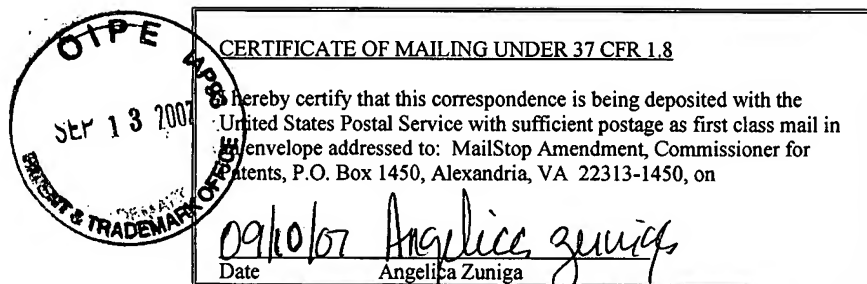 OIPE IAP93
SEP 13 2007
PATENT & TRADEMARK OFFICE
CERTIFICATE OF MAILING UNDER 37 CFR 1.8
I hereby certify that this correspondence is being deposited with the
United States Postal Service with sufficient postage as first class mail in
envelope addressed to: MailStop Amendment, Commissioner for
Patents, P.O. Box 1450, Alexandria, VA 22313-1450, on
09/10/07 Angelica Zuniga
Date Angelica Zuniga